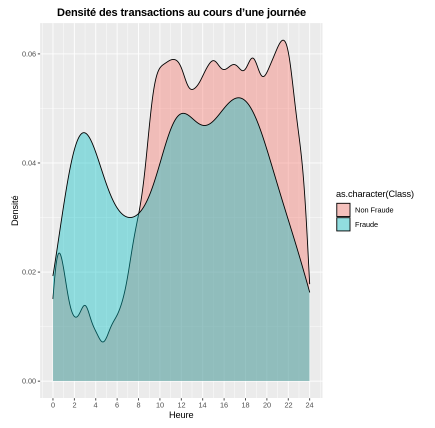 Densité des transactions au cours d'une journée
0.06
0.04
0.02
0.00
Densité
0 2 4 6 8 10 12 14 16 18 20 22 24
Heure
as.character(Class)
Non Fraude
Fraude